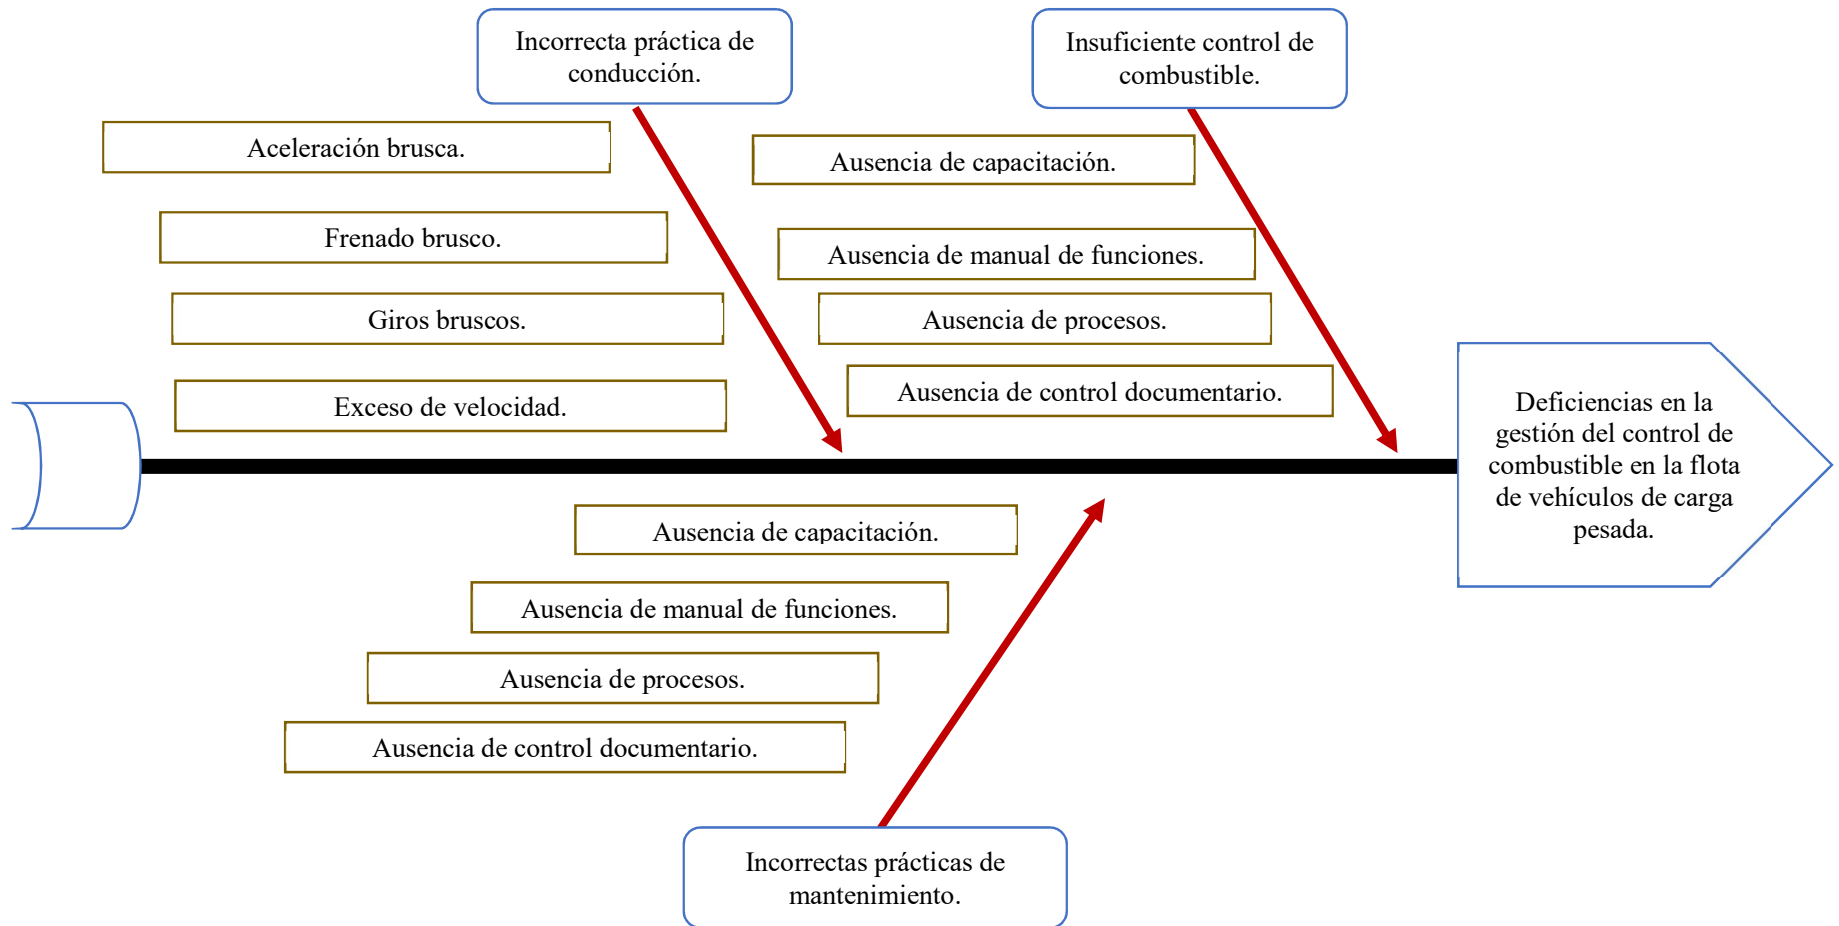 Incorrecta práctica de
conducción.
Aceleración brusca.
Frenado brusco.
Giros bruscos.
Exceso de velocidad.
Insuficiente control de
combustible.
Ausencia de capacitación.
Ausencia de manual de funciones.
Ausencia de procesos.
Ausencia de control documentario.
Deficiencias en la
gestión del control de
combustible en la flota
de vehículos de carga
pesada.
Ausencia de capacitación.
Ausencia de manual de funciones.
Ausencia de procesos.
Ausencia de control documentario.
Incorrectas prácticas de
mantenimiento.